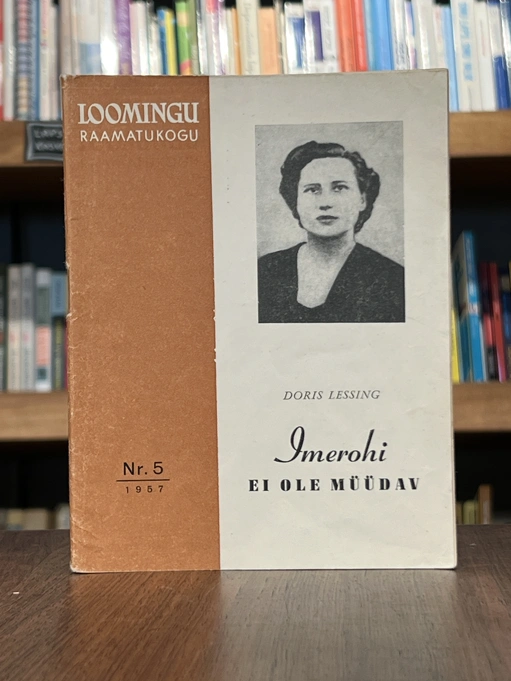 LOOMINGU
RAAMATUKOGU
DORIS LESSING
Imerohi
EI OLE MÜÜDAV
Nr. 5
1957